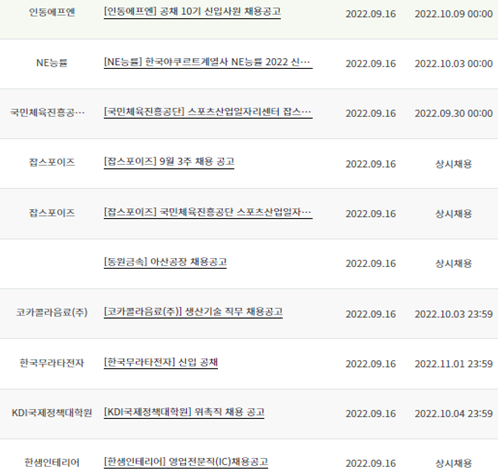 인동에프엔 [인동에프엔] 공채 10기 신입사원 채용공고 2022.09.16 2022.10.09 00:00
NE능률 [NE능률] 한국야쿠르트계열사 NE능률 2022 신··· 2022.09.16 2022.10.03 00:00
국민체육진흥공··· [국민체육진흥공단] 스포츠산업일자리센터 잡스··· 2022.09.16 2022.09.30 00:00
잡스포이즈 [잡스포이즈] 9월 3주 채용 공고 2022.09.16 상시채용
잡스포이즈 [잡스포이즈] 국민체육진흥공단 스포츠산업일자··· 2022.09.16 상시채용
[동원금속] 아산공장 채용공고 2022.09.16 상시채용
코카콜라음료(주) [코카콜라음료(주)] 생산기술 직무 채용공고 2022.09.16 2022.10.03 23:59
한국무라타전자 [한국무라타전자] 신입 공채 2022.09.16 2022.11.01 23:59
KDI국제정책대학원 [KDI국제정책대학원] 위촉직 채용 공고 2022.09.16 2022.10.04 23:59
한샘인테리어 [한샘인테리어] 영업전문직(IC)채용공고 2022.09.16 상시채용